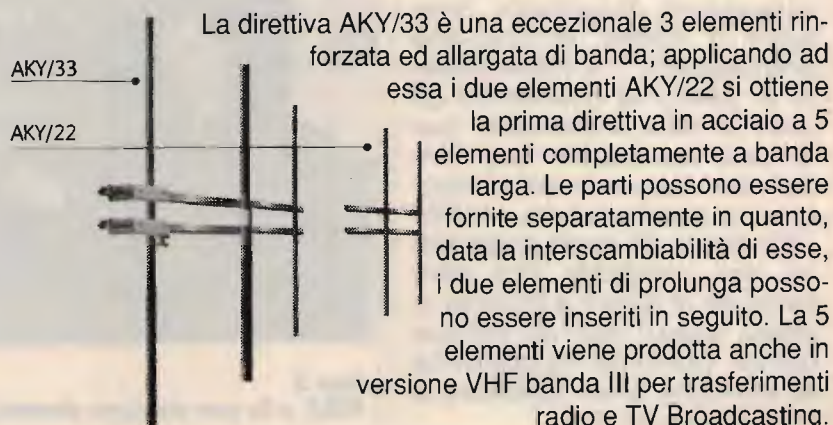 La direttiva AKY/33 è una eccezionale 3 elementi rin-
forzata ed allargata di banda; applicando ad
AKY/33
essa i due elementi AKY/22 si ottiene
la prima direttiva in acciaio a 5
AKY/22
elementi completamente a banda
larga. Le parti possono essere
fornite separatamente in quanto,
data la interscambiabilità di esse,
i due elementi di prolunga posso-
no essere inseriti in seguito. La 5
elementi viene prodotta anche in
versione VHF banda III per trasferimenti
radio e TV Broadcasting.